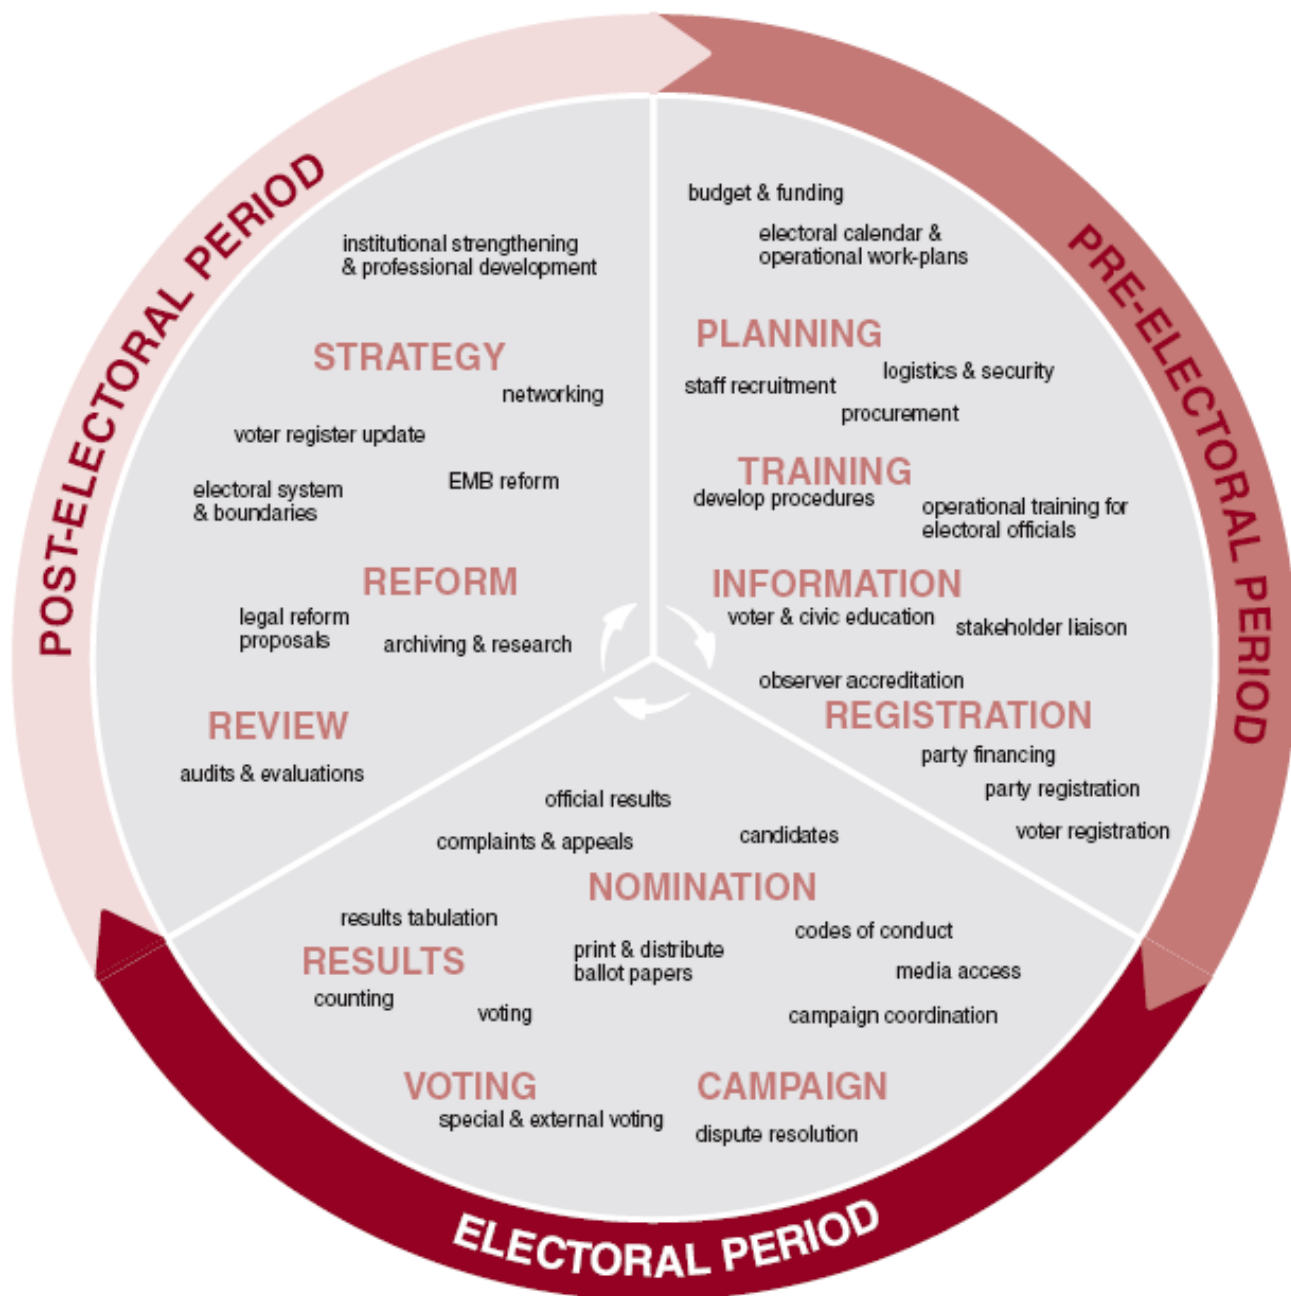 POST-ELECTORAL PERIOD
institutional strengthening
& professional development
STRATEGY
networking
voter register update
EMB reform
electoral system
& boundaries
REFORM
legal reform
proposals
archiving & research
REVIEW
audits & evaluations
PRE-ELECTORAL PERIOD
budget & funding
electoral calendar &
operational work-plans
PLANNING
logistics & security
staff recruitment
procurement
TRAINING
develop procedures
operational training for
electoral officials
INFORMATION
voter & civic education
stakeholder liaison
observer accreditation
REGISTRATION
party financing
party registration
voter registration
official results
complaints & appeals
candidates
NOMINATION
results tabulation
codes of conduct
RESULTS
print & distribute
ballot papers
media access
counting
voting
campaign coordination
VOTING
CAMPAIGN
special & external voting
dispute resolution
ELECTORAL PERIOD